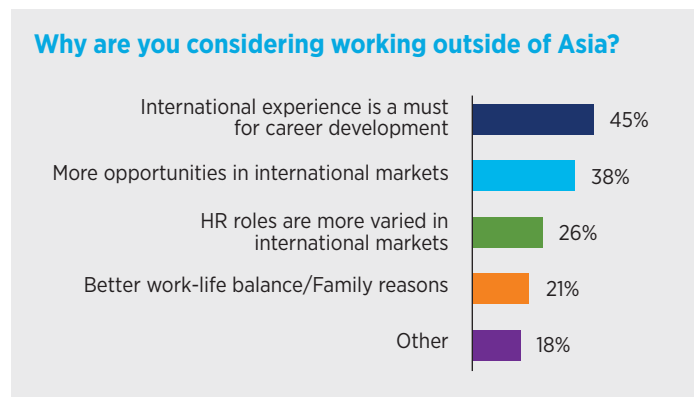 Why are you considering working outside of Asia?
International experience is a must
for career development
45%
More opportunities in international markets
38%
HR roles are more varied in
international markets
26%
Better work-life balance/Family reasons
21%
Other
18%